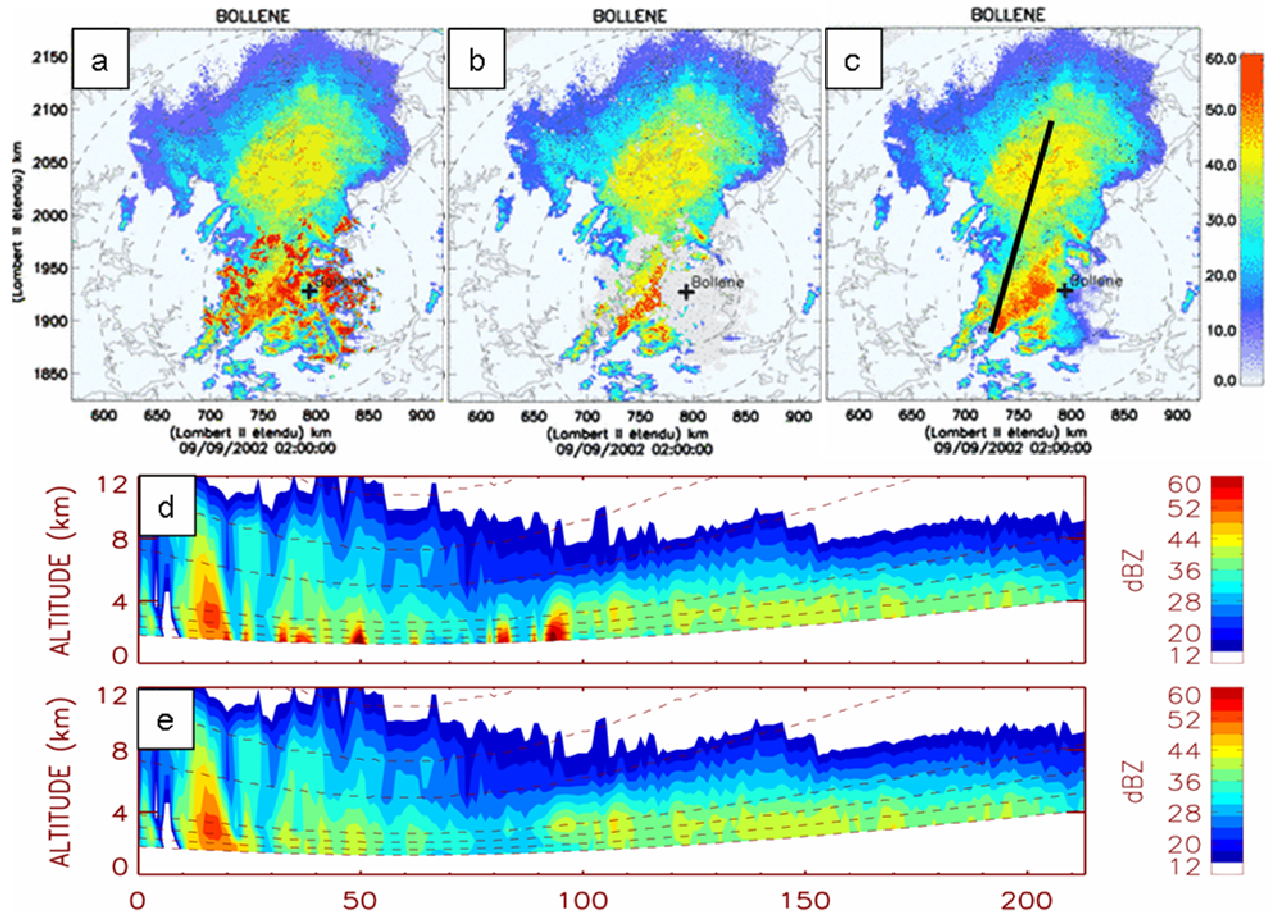 BOLLENE BOLLENE BOLLENE
a b c
2150
2100
2050
2000
1950
1900
1850
(Lambert II étendu) km
Bollene Bollene Bollene
60.0
50.0
40.0
30.0
20.0
10.0
0.0
600 650 700 750 800 850 900 600 650 700 750 800 850 900 600 650 700 750 800 850 900
(Lombert II étendu) km (Lombert II étendu) km (Lombert II étendu) km
09/09/2002 02:00:00 09/09/2002 02:00:00 09/09/2002 02:00:00
d
12
8
4
0
ALTITUDE (km)
dBZ
60
52
44
36
28
20
12
e
12
8
4
0
ALTITUDE (km)
dBZ
60
52
44
36
28
20
12
0 50 100 150 200